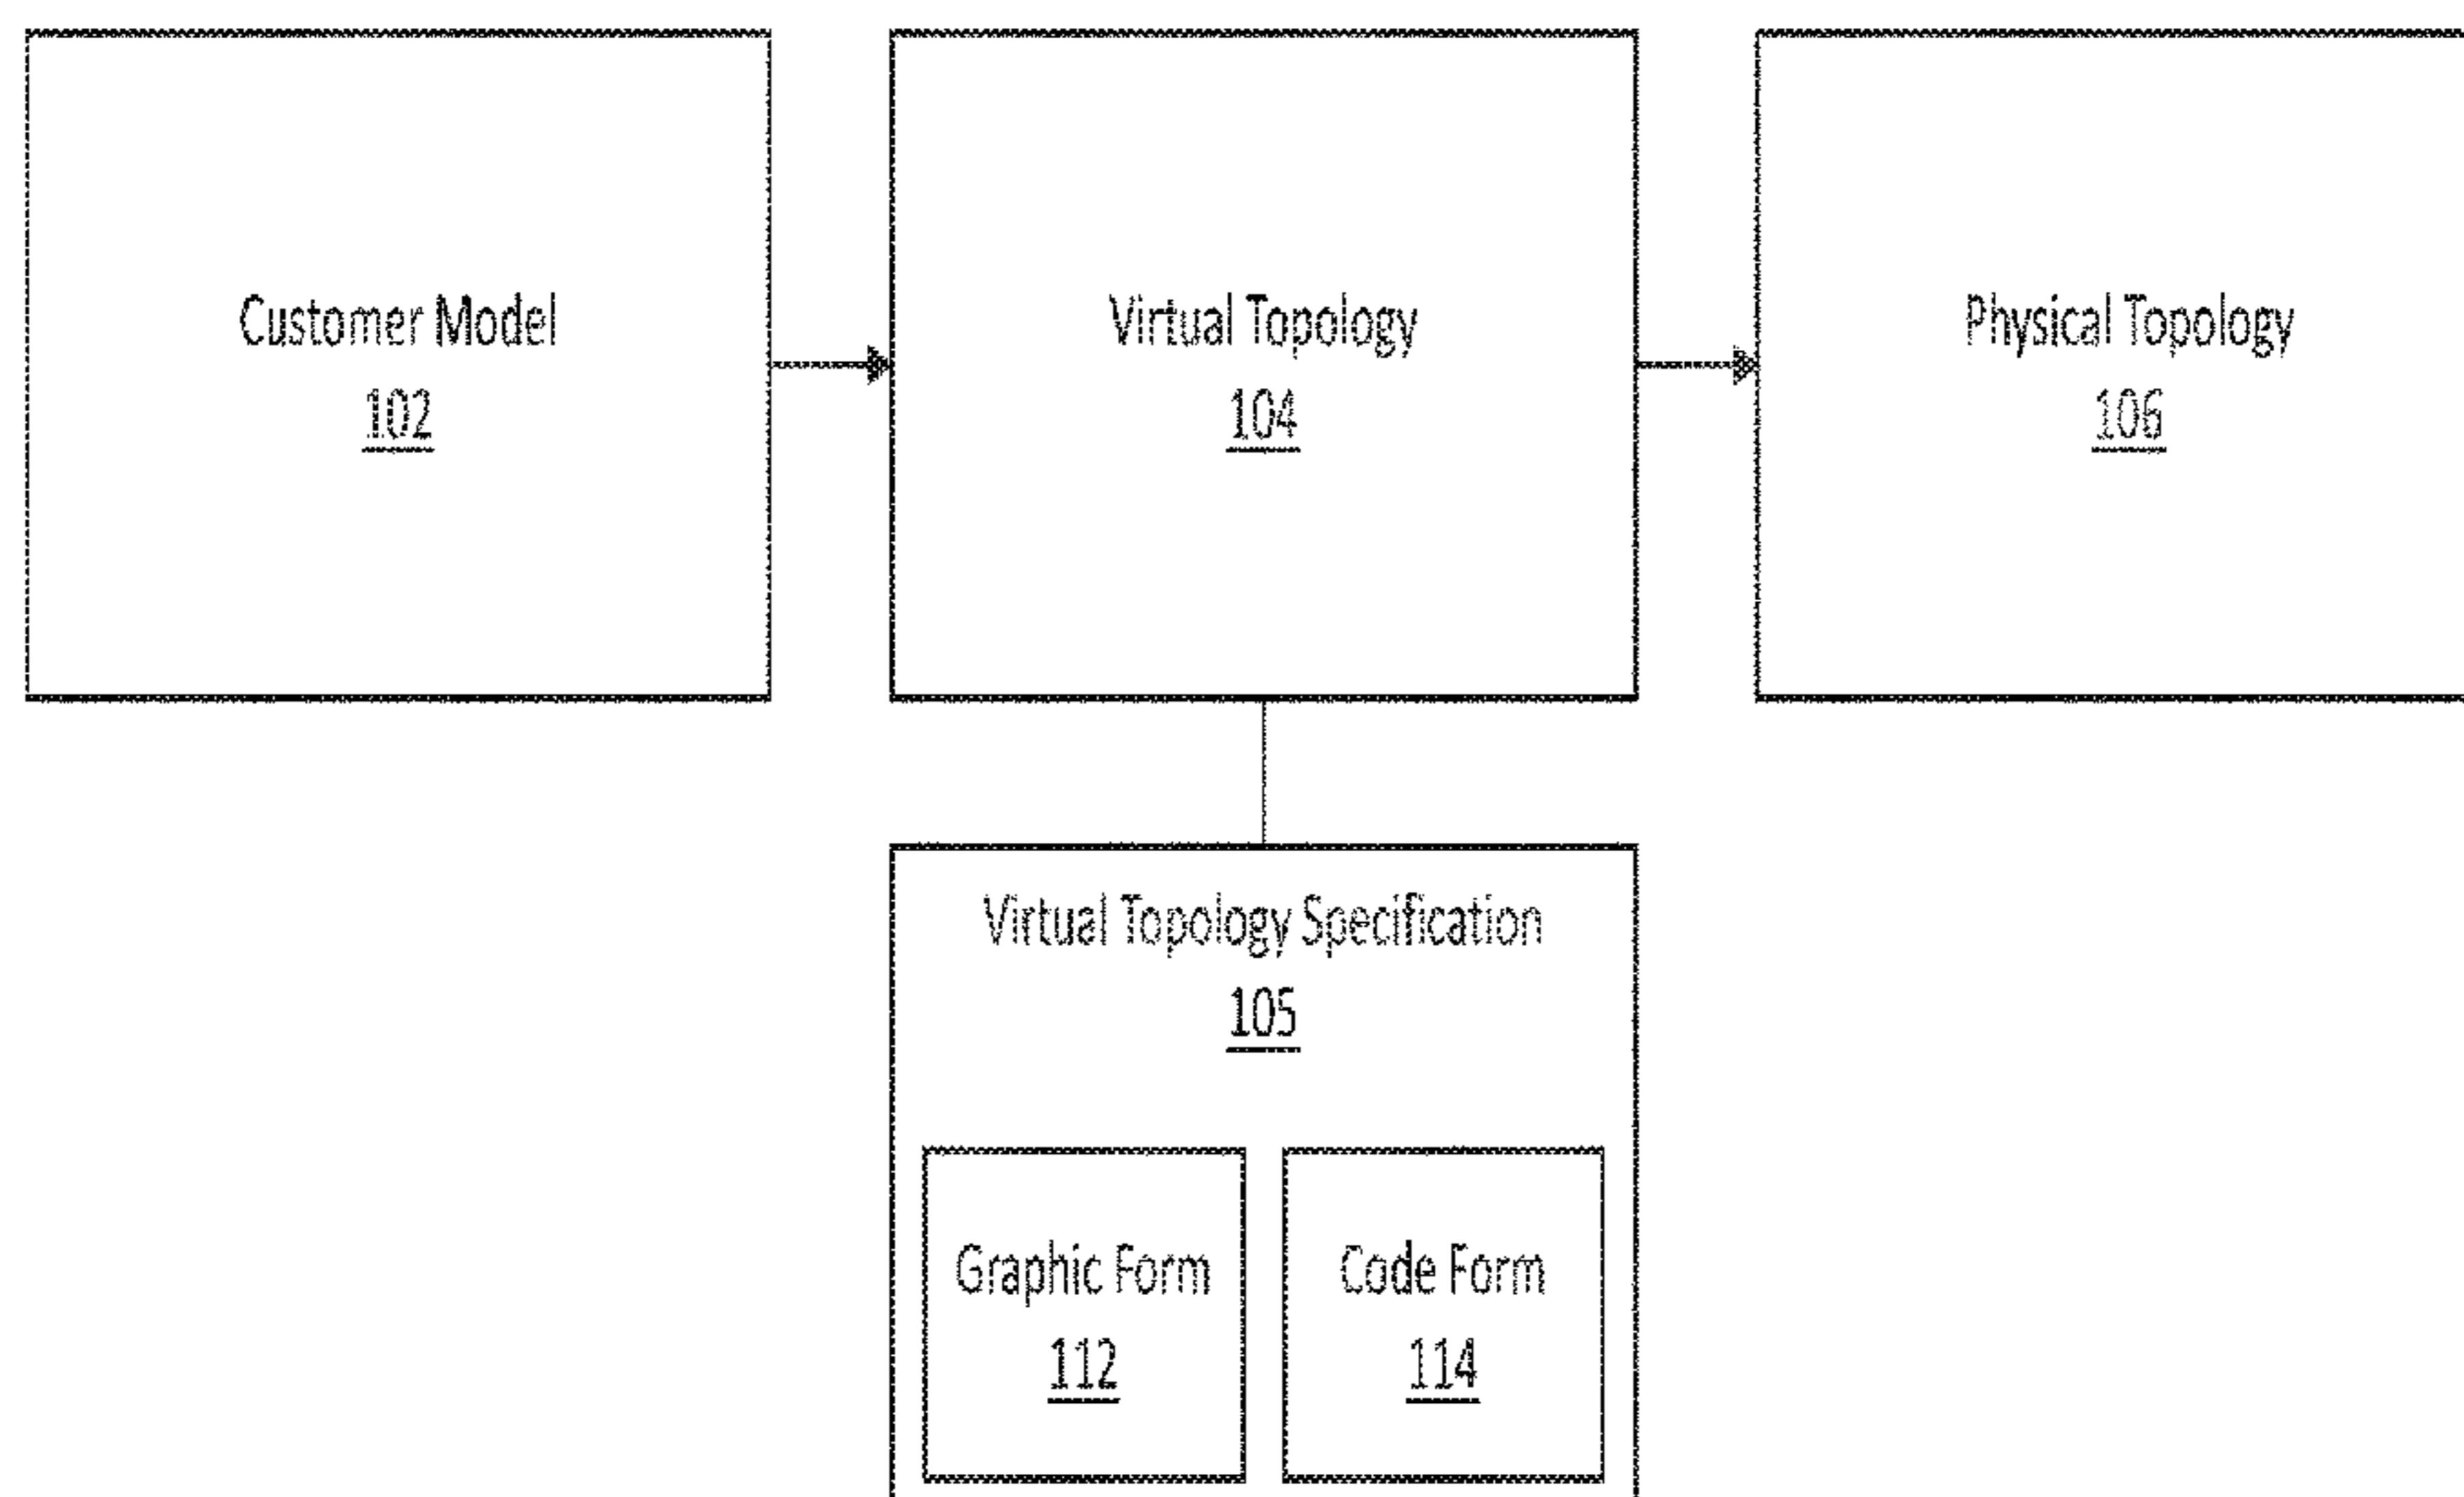 Customer Model
102
Virtual Topology
104
Physical Topology
106
Virtual Topology Specification
105
Graphic Form
112
Code Form
114